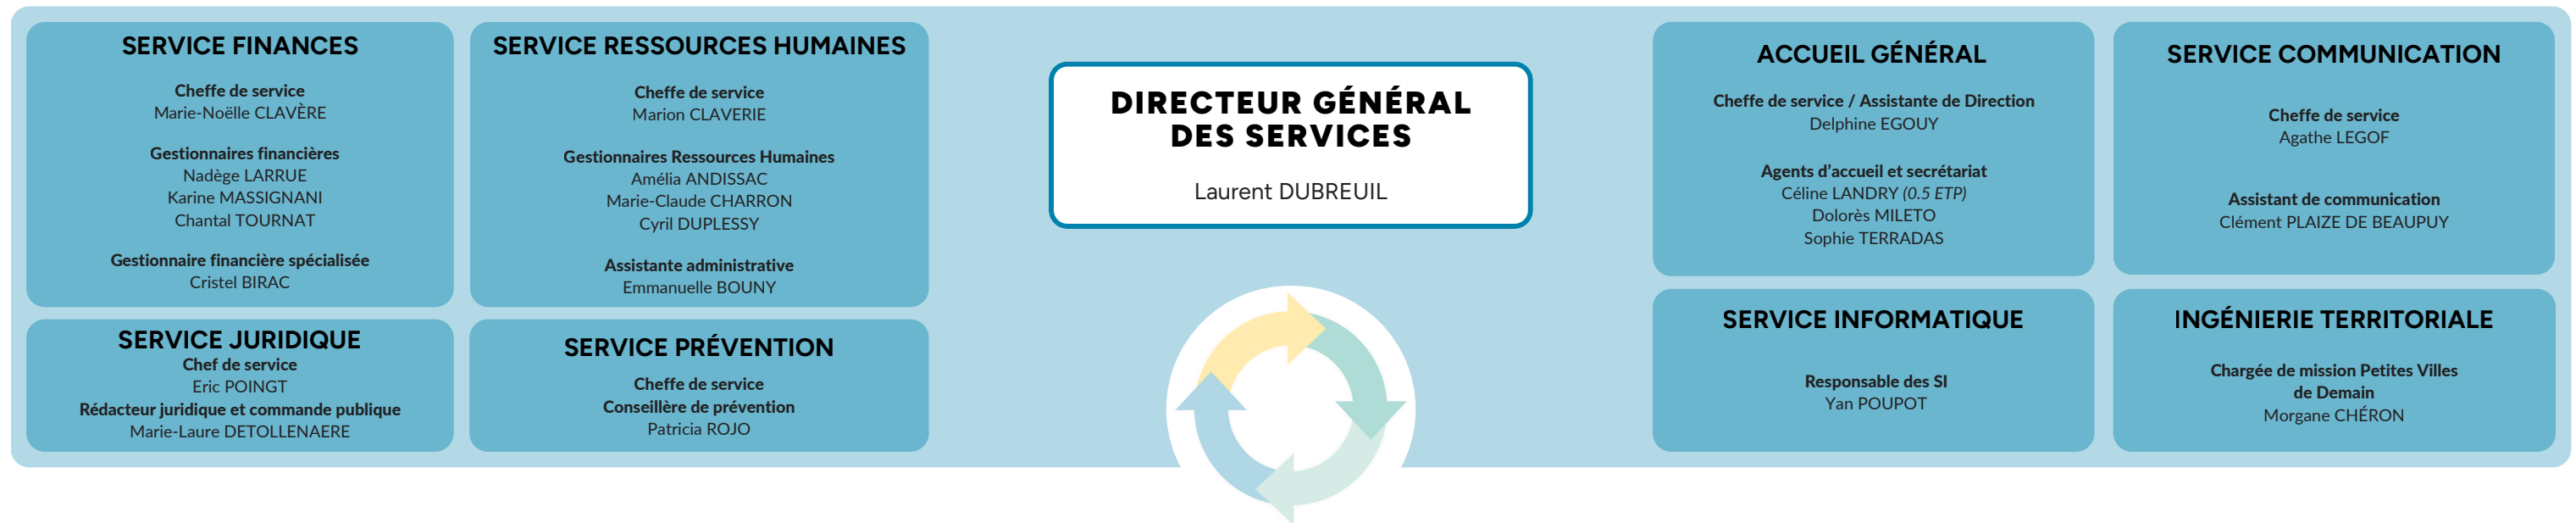 SERVICE FINANCES
Cheffe de service
Marie-Noëlle CLAVÈRE
Gestionnaires financières
Nadège LARRUE
Karine MASSIGNANI
Chantal TOURNAT
Gestionnaire financière spécialisée
Cristel BIRAC
SERVICE JURIDIQUE
Chef de service
Eric POINGT
Rédacteur juridique et commande publique
Marie-Laure DETOLLENAERE
SERVICE RESSOURCES HUMAINES
Cheffe de service
Marion CLAVERIE
Gestionnaires Ressources Humaines
Amélia ANDISSAC
Marie-Claude CHARRON
Cyril DUPLESSY
Assistante administrative
Emmanuelle BOUNY
SERVICE PRÉVENTION
Cheffe de service
Conseillère de prévention
Patricia ROJO
DIRECTEUR GÉNÉRAL
DES SERVICES
Laurent DUBREUIL
ACCUEIL GÉNÉRAL
Cheffe de service / Assistante de Direction
Delphine EGOUY
Agents d’accueil et secrétariat
Céline LANDRY (0.5 ETP)
Dolorès MILETO
Sophie TERRADAS
SERVICE INFORMATIQUE
Responsable des SI
Yan POUPOT
SERVICE COMMUNICATION
Cheffe de service
Agathe LEGOF
Assistant de communication
Clément PLAIZE DE BEAUPUY
INGÉNIERIE TERRITORIALE
Chargée de mission Petites Villes
de Demain
Morgane CHÉRON